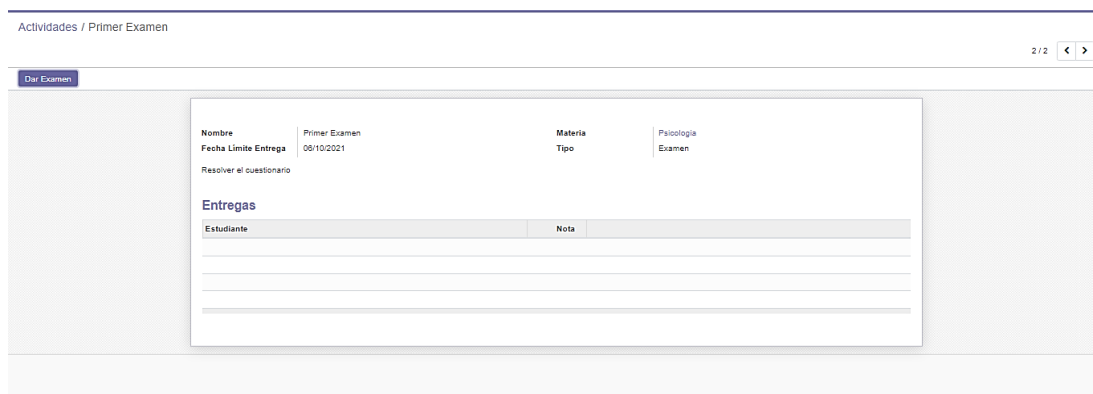 Actividades / Primer Examen
2 / 2
Dar Examen
Nombre Primer Examen Materia Psicologia
Fecha Limite Entrega 06/10/2021 Tipo Examen
Resolver el cuestionario
Entregas
Estudiante Nota